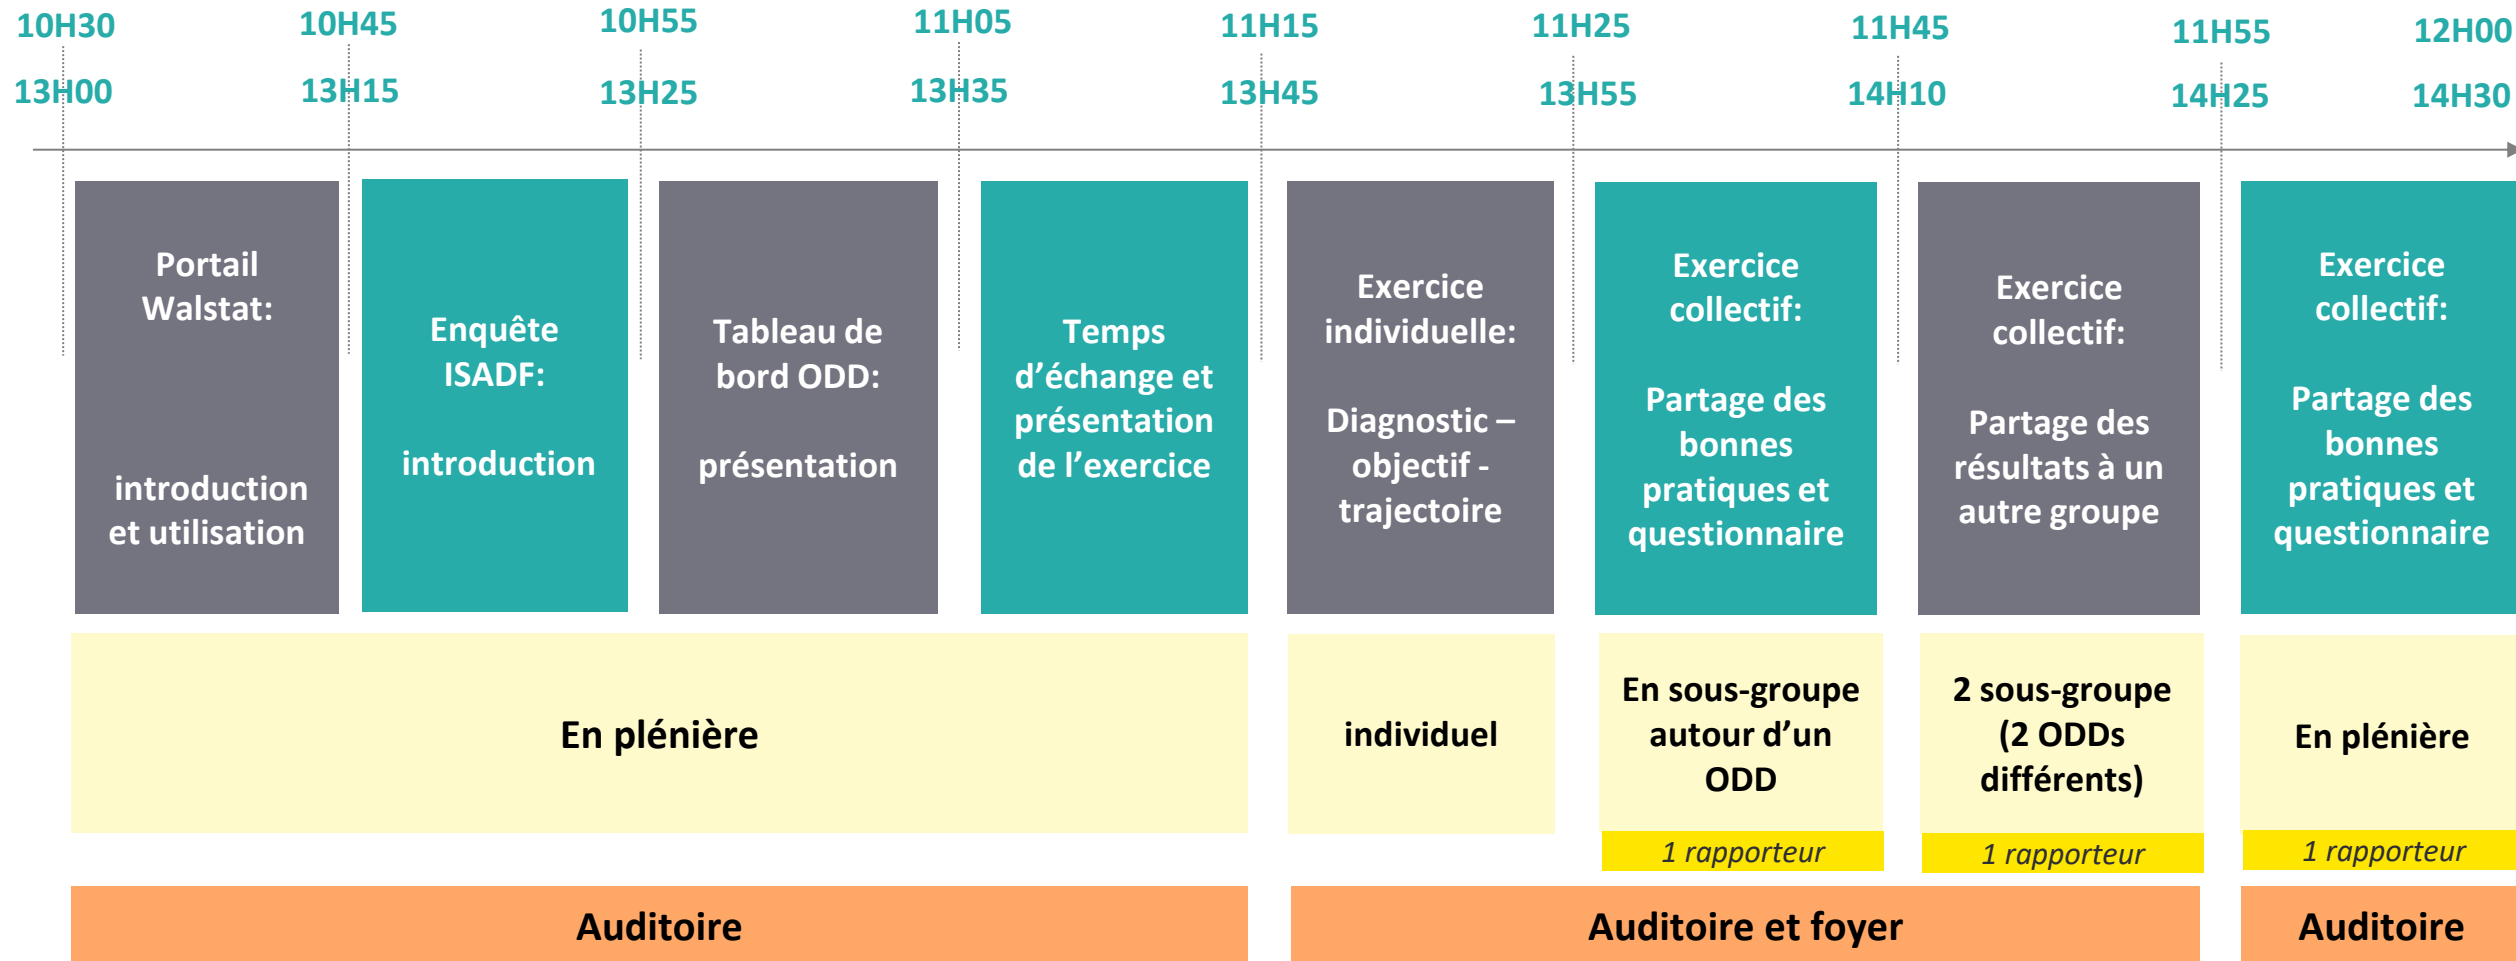 10H30
10H45
10H55
11H05
11H15
11H25
11H45
11H55
12H00
13H00
13H15
13H25
13H35
13H45
13H55
14H10
14H25
14H30
Portail
Walstat:
introduction
et utilisation
Enquête
ISADF:
introduction
Tableau de
bord ODD:
présentation
Temps
d’échange et
présentation
de l’exercice
Exercice
individuelle:
Diagnostic –
objectif -
trajectoire
Exercice
collectif:
Partage des
bonnes
pratiques et
questionnaire
Exercice
collectif:
Partage des
résultats à un
autre groupe
Exercice
collectif:
Partage des
bonnes
pratiques et
questionnaire
En plénière
individuel
En sous-groupe
autour d’un
ODD
2 sous-groupe
(2 ODDs
différents)
En plénière
1 rapporteur
1 rapporteur
1 rapporteur
Auditoire
Auditoire et foyer
Auditoire